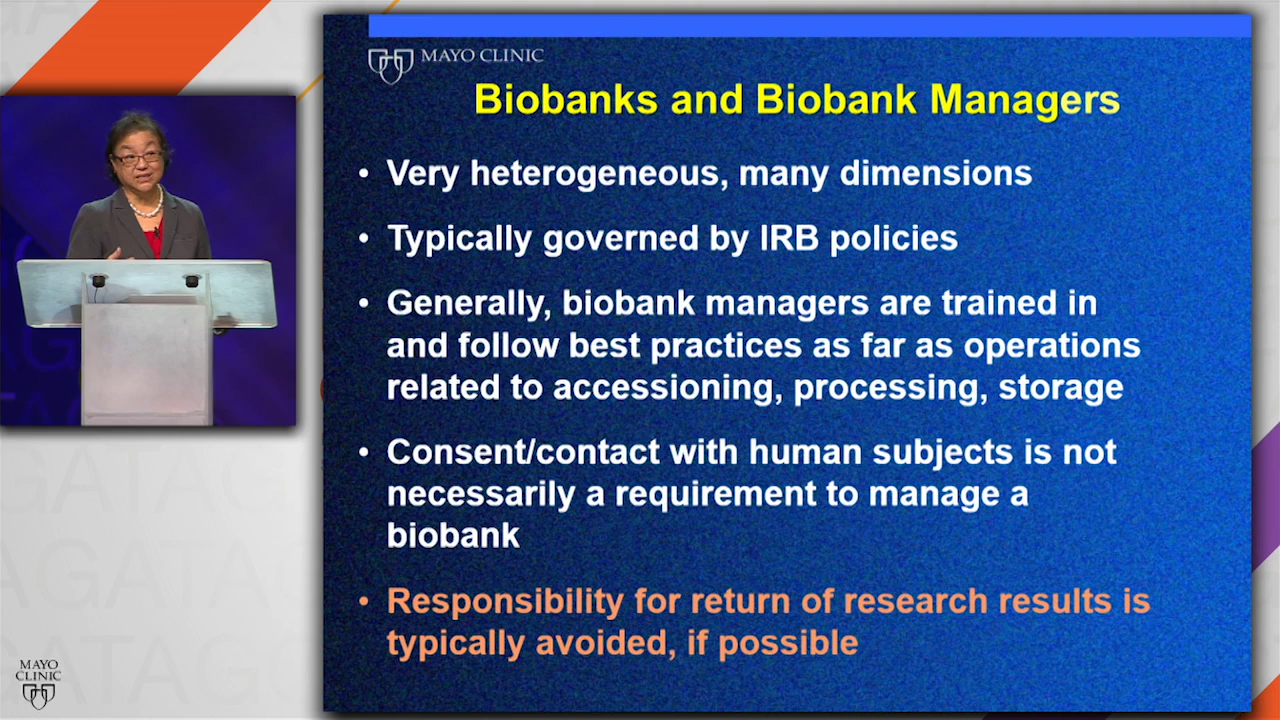 MAYO CLINIC
Biobanks and Biobank Managers
• Very heterogeneous, many dimensions
• Typically governed by IRB policies
• Generally, biobank managers are trained in
and follow best practices as far as operations
related to accessioning, processing, storage
• Consent/contact with human subjects is not
necessarily a requirement to manage a
biobank
• Responsibility for return of research results is
typically avoided, if possible
MAYO
CLINIC